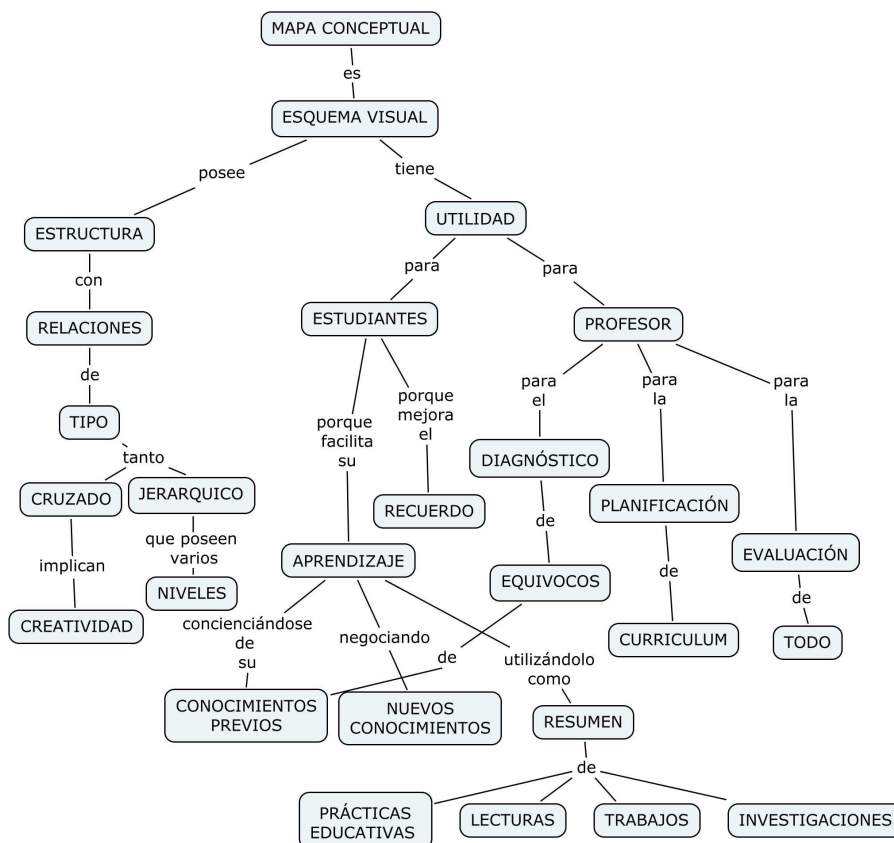 MAPA CONCEPTUAL
es
ESQUEMA VISUAL
posee
tiene
UTILIDAD
ESTRUCTURA
para
para
con
RELACIONES
ESTUDIANTES
PROFESOR
de
para
el
para
la
para
la
porque
mejora
el
porque
facilita
su
TIPO
tanto
DIAGNÓSTICO
CRUZADO
JERARQUICO
RECUERDO
PLANIFICACIÓN
de
que poseen
varios
implican
APRENDIZAJE
EVALUACIÓN
EQUIVOCOS
de
NIVELES
de
CREATIVIDAD
concienciándose
de
su
negociando
de
utilizándolo
como
CURRICULUM
TODO
CONOCIMIENTOS
PREVIOS
NUEVOS
CONOCIMIENTOS
RESUMEN
de
PRÁCTICAS
EDUCATIVAS
LECTURAS
TRABAJOS
INVESTIGACIONES